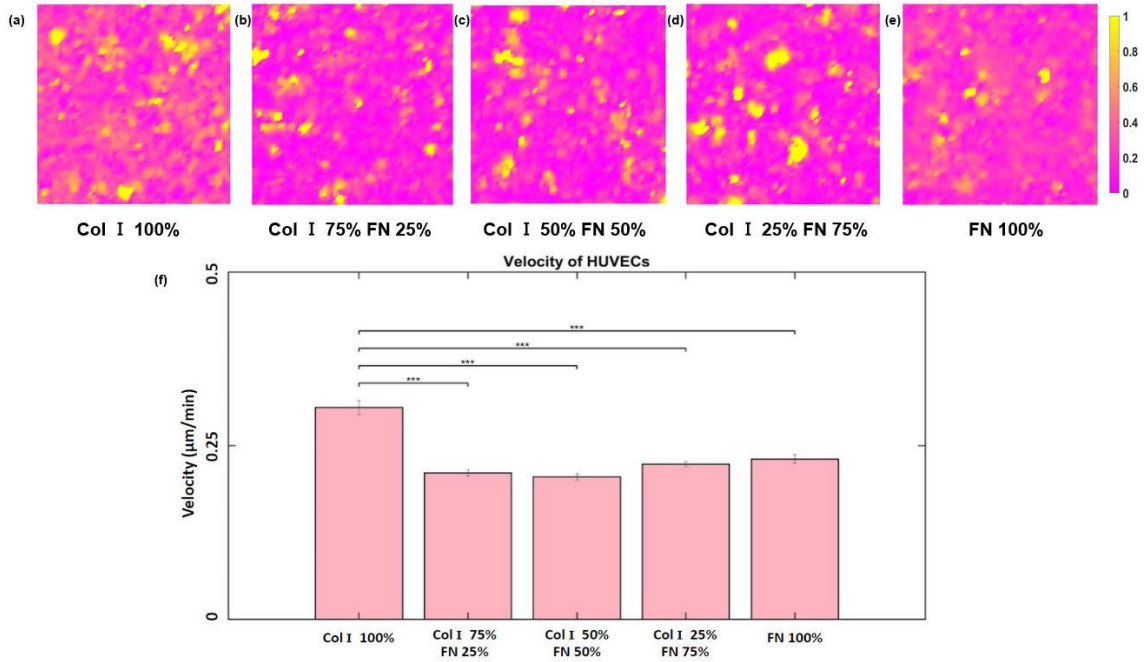 (a)
(b)
(c)
(d)
(e)
1
0.8
0.6
0.4
0.2
0
Col I 100%
Col I 75% FN 25%
Col I 50% FN 50%
Col I 25% FN 75%
FN 100%
(f)
Velocity of HUVECs
0.5
***
***
***
***
0.25
Velocity (µm/min)
0
Col I 100%
Col I 75%
FN 25%
Col I 50%
FN 50%
Col I 25%
FN 75%
FN 100%